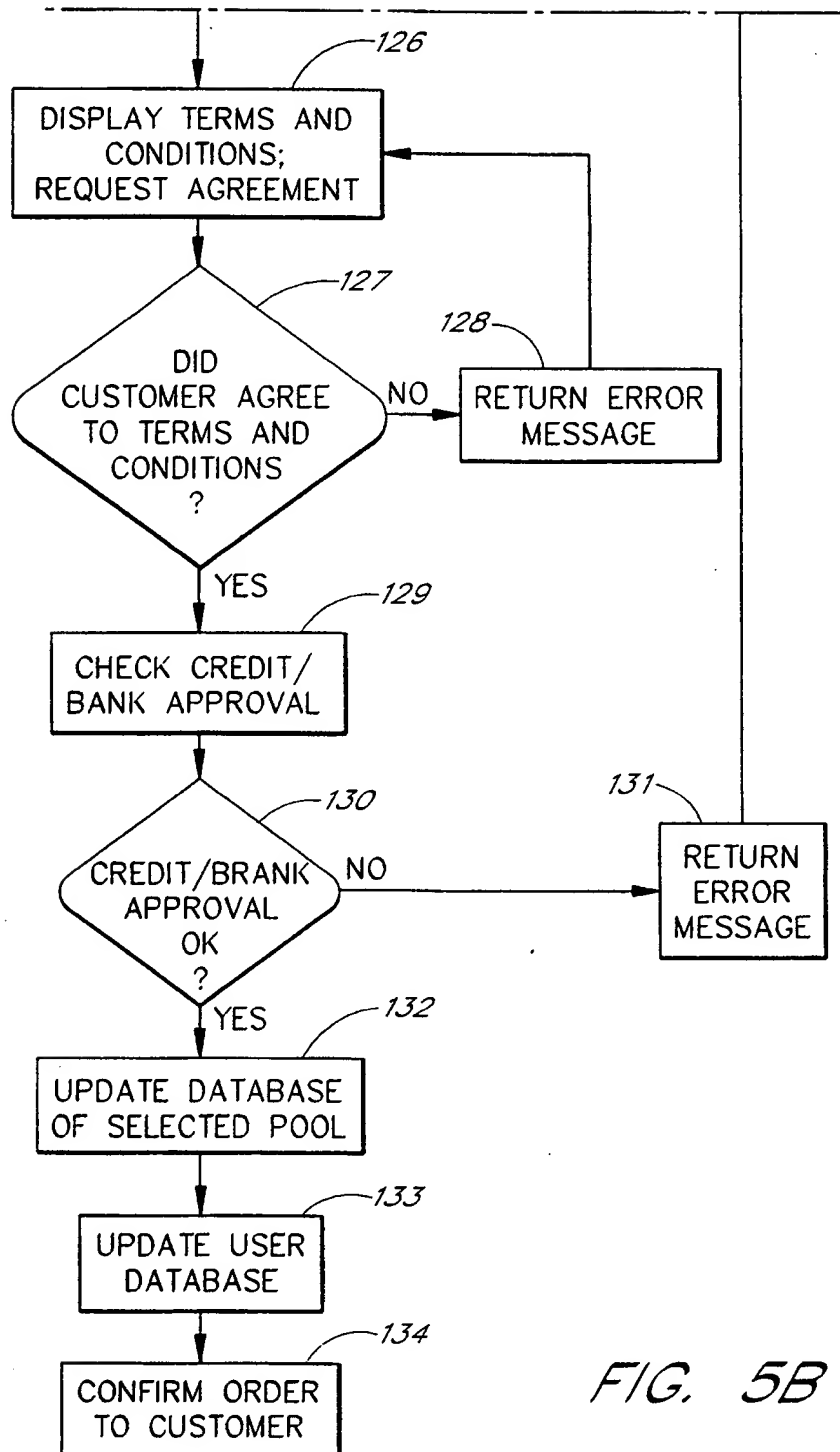 126
DISPLAY TERMS AND
CONDITIONS;
REQUEST AGREEMENT
127
DID
CUSTOMER AGREE
TO TERMS AND
CONDITIONS
?
NO
128
RETURN ERROR
MESSAGE
YES
129
CHECK CREDIT/
BANK APPROVAL
130
CREDIT/BRANK
APPROVAL
OK
?
NO
131
RETURN
ERROR
MESSAGE
YES
132
UPDATE DATABASE
OF SELECTED POOL
133
UPDATE USER
DATABASE
134
CONFIRM ORDER
TO CUSTOMER
FIG. 5B